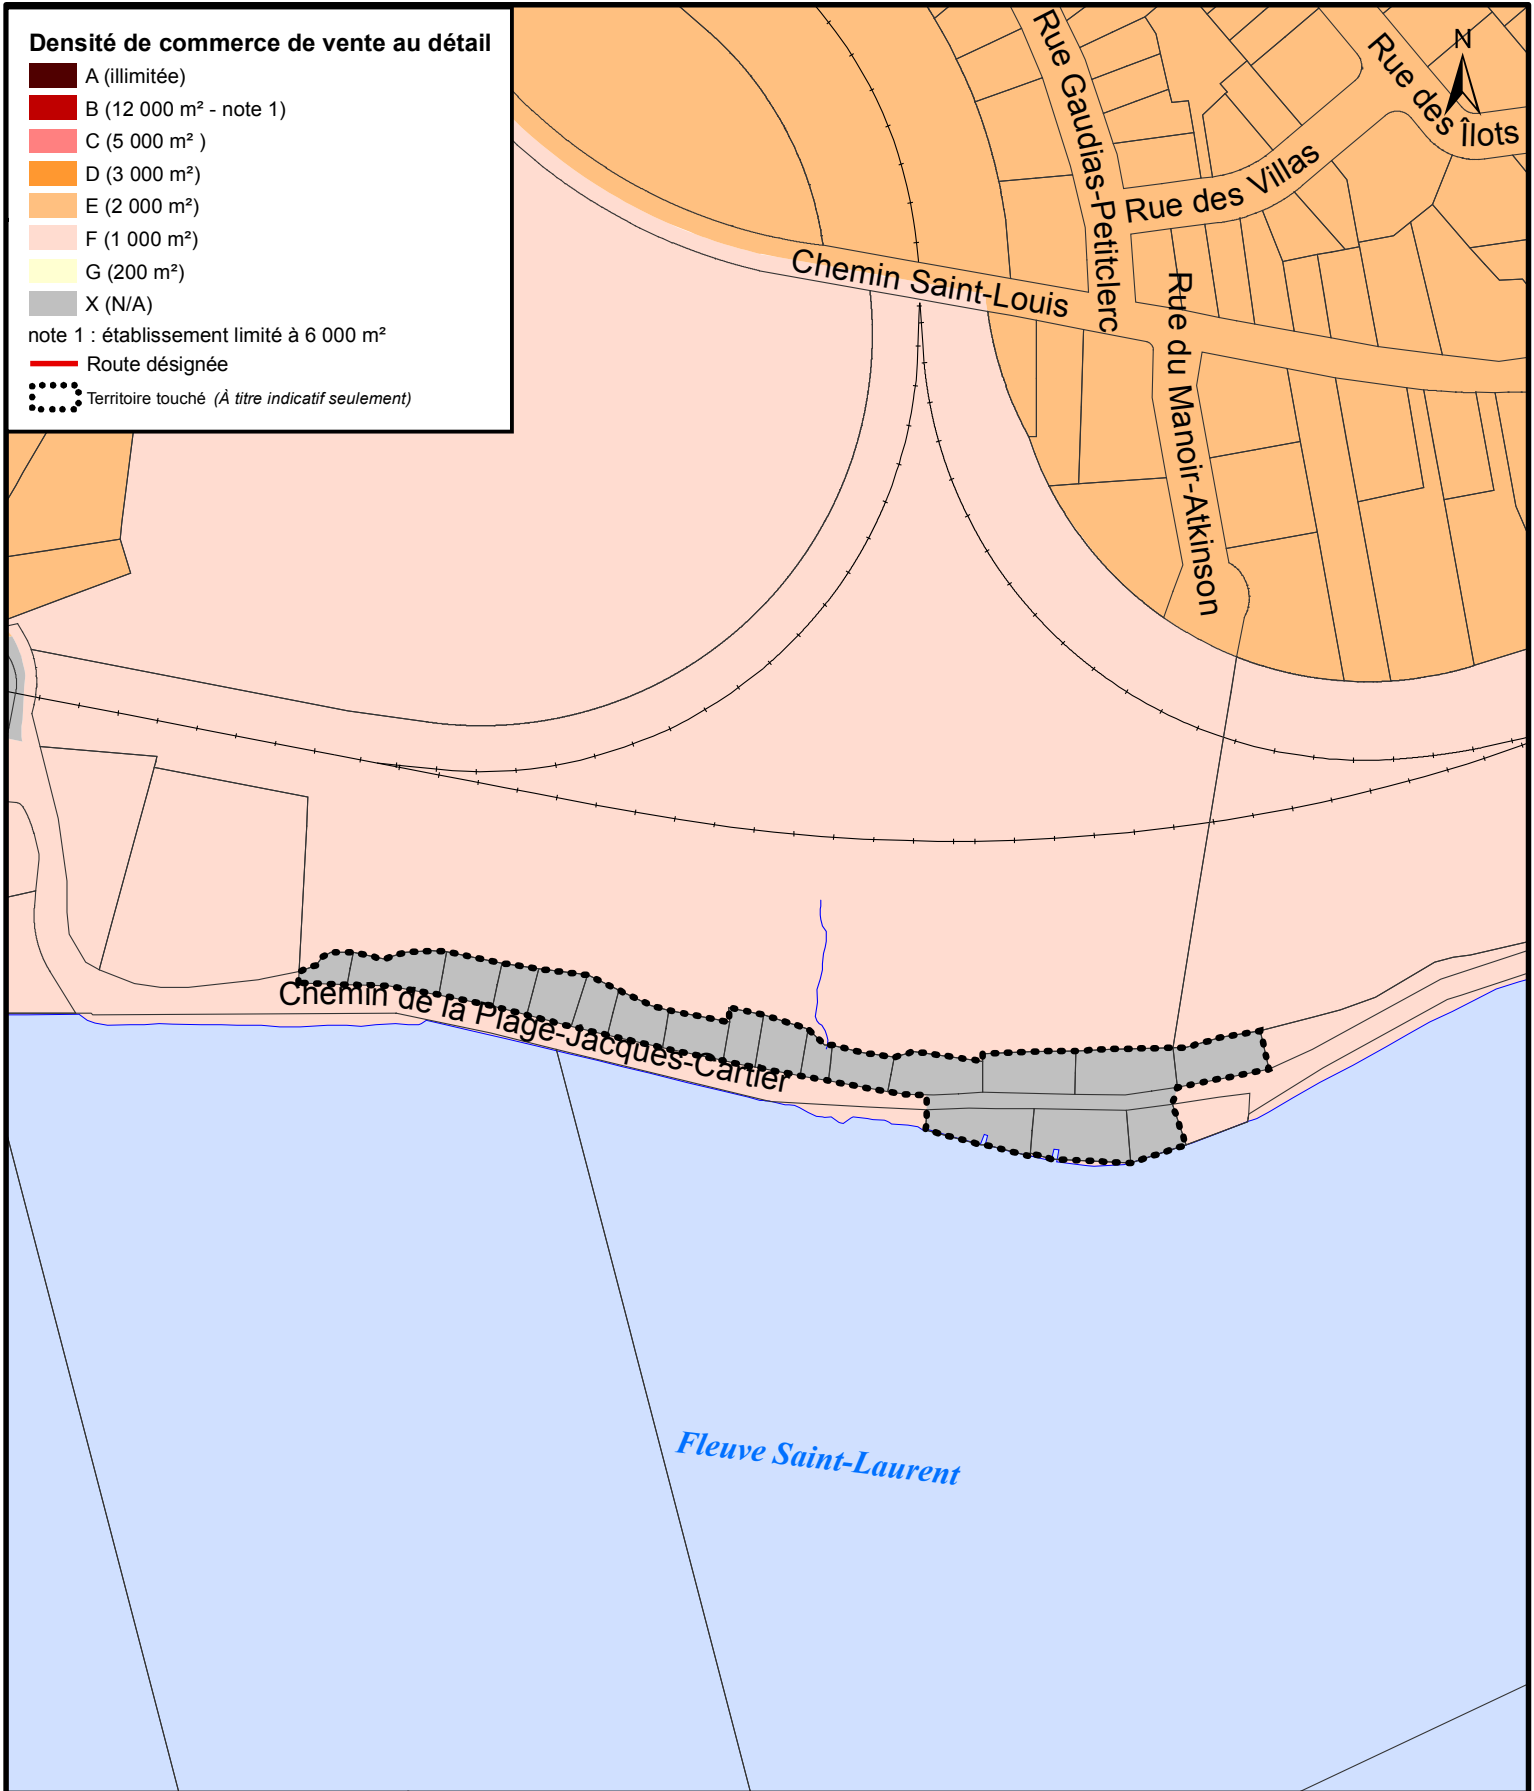 Densité de commerce de vente au détail
A (illimitée)
B (12 000 m² - note 1)
C (5 000 m² )
D (3 000 m²)
E (2 000 m²)
F (1 000 m²)
G (200 m²)
X (N/A)
note 1 : établissement limité à 6 000 m²
Route désignée
Territoire touché (À titre indicatif seulement)
N
Rue Gaudias-Petitclerc
Rue des Îlots
Rue des Villas
Chemin Saint-Louis
Rue du Manoir-Atkinson
Chemin de la Plage-Jacques-Cartier
Fleuve Saint-Laurent